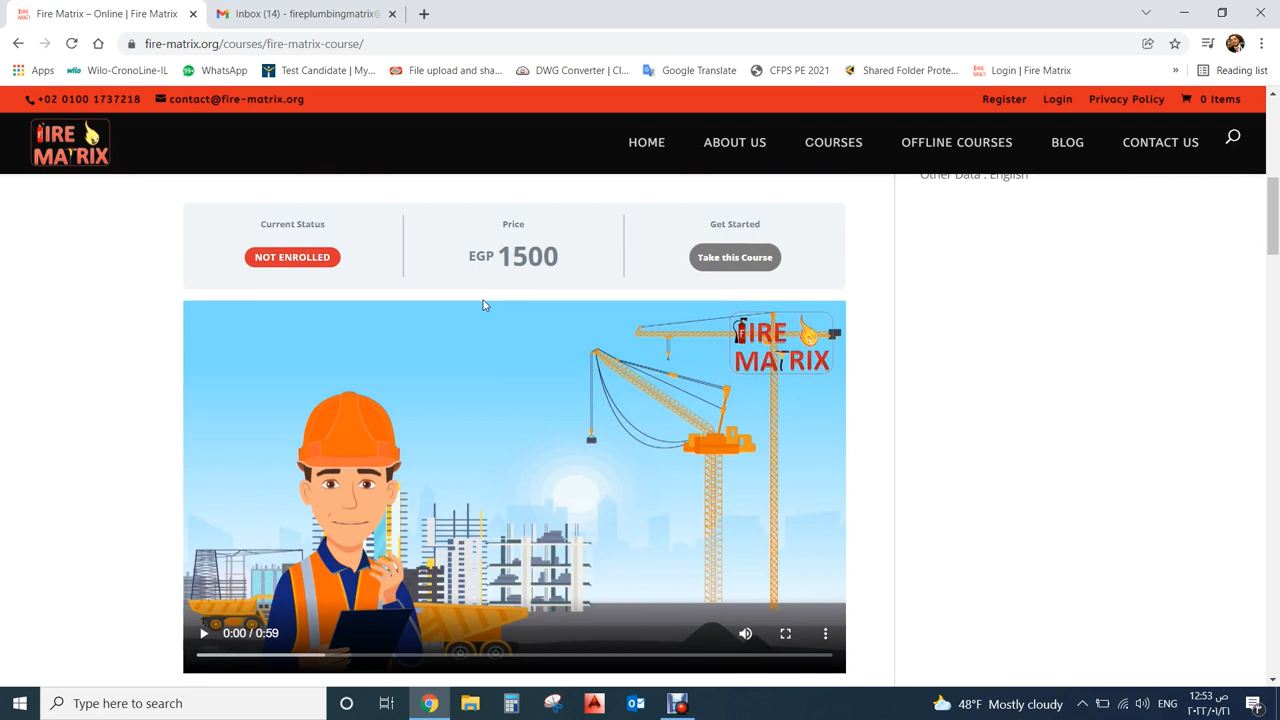 Fire Matrix – Online | Fire Matrix
Inbox (14) - fireplumbingmatrix@
fire-matrix.org/courses/fire-matrix-course/
Apps
wilo
Wilo-CronoLine-IL
99+
WhatsApp
Test Candidate | My...
File upload and sha...
DWG Converter | Cl...
Google Translate
CFPS PE 2021
Shared Folder Prote...
Login | Fire Matrix
»
Reading list
+02 0100 1737218
contact@fire-matrix.org
Register
Login
Privacy Policy
0 Items
FIRE
MATRIX
HOME
ABOUT US
COURSES
OFFLINE COURSES
BLOG
CONTACT US
Other Data : English
Current Status
Price
Get Started
NOT ENROLLED
EGP 1500
Take this Course
FIRE
MATRIX
0:00 / 0:59
Type here to search
48°F Mostly cloudy
ENG
12:53 ص